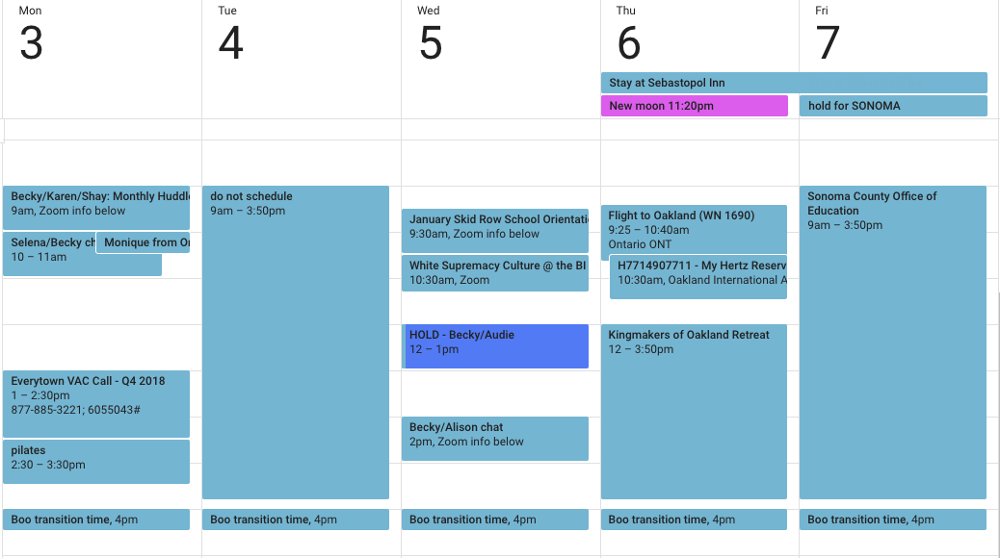 Mon
3
Tue
4
Wed
5
Thu
6
Fri
7
Stay at Sebastopol Inn
New moon 11:20pm
hold for SONOMA
Becky/Karen/Shay: Monthly Huddl
9am, Zoom info below
Selena/Becky ch
10 – 11am
Monique from O
Everytown VAC Call - Q4 2018
1 – 2:30pm
877-885-3221; 6055043#
pilates
2:30 – 3:30pm
Boo transition time, 4pm
do not schedule
9am – 3:50pm
Boo transition time, 4pm
January Skid Row School Orientatio
9:30am, Zoom info below
White Supremacy Culture @ the BI
10:30am, Zoom
HOLD - Becky/Audie
12 – 1pm
Becky/Alison chat
2pm, Zoom info below
Boo transition time, 4pm
Flight to Oakland (WN 1690)
9:25 – 10:40am
Ontario ONT
H7714907711 - My Hertz Reserv
10:30am, Oakland International A
Kingmakers of Oakland Retreat
12 – 3:50pm
Boo transition time, 4pm
Sonoma County Office of
Education
9am – 3:50pm
Boo transition time, 4pm